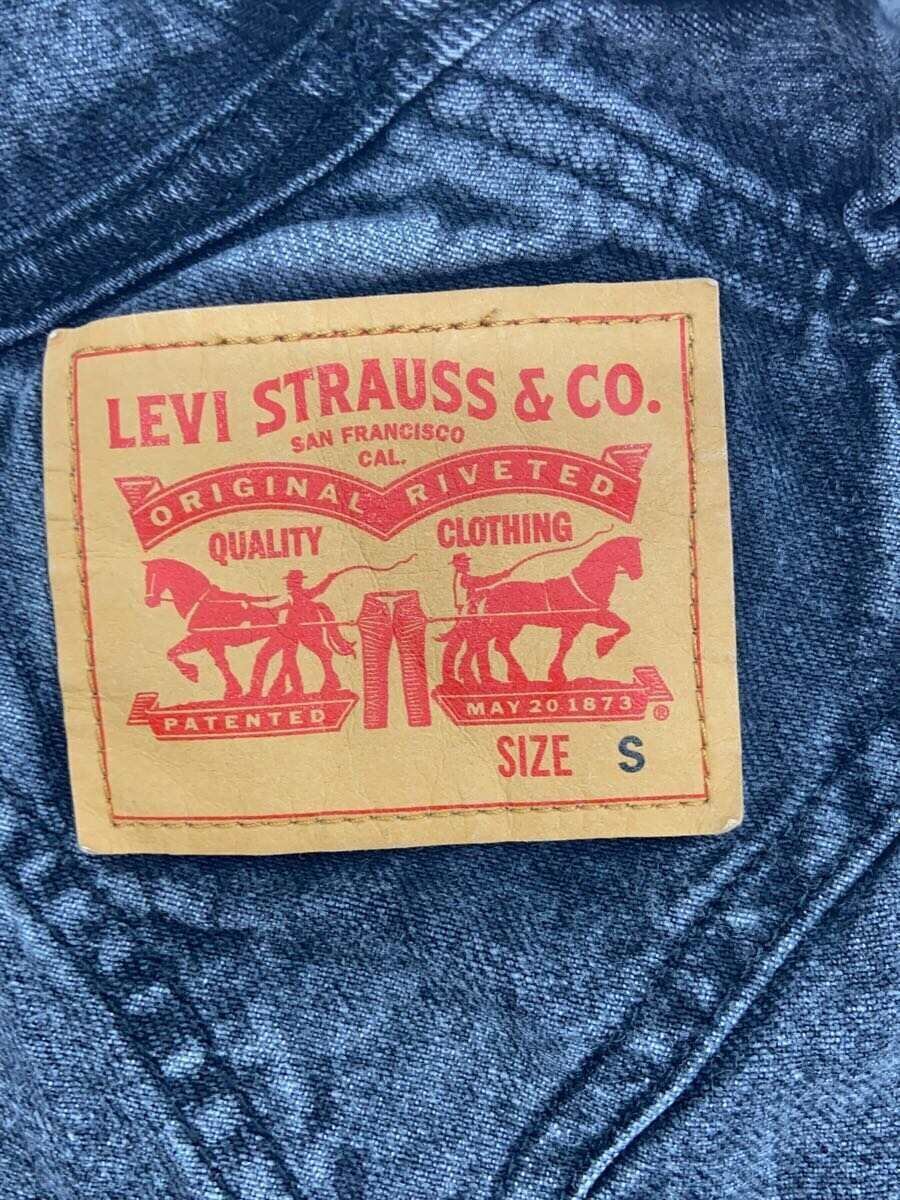 LEVI STRAUSS & CO.
SAN FRANCISCO
CAL.
ORIGINAL RIVETED
QUALITY CLOTHING
PATENTED MAY 20 1873 ®
SIZE S